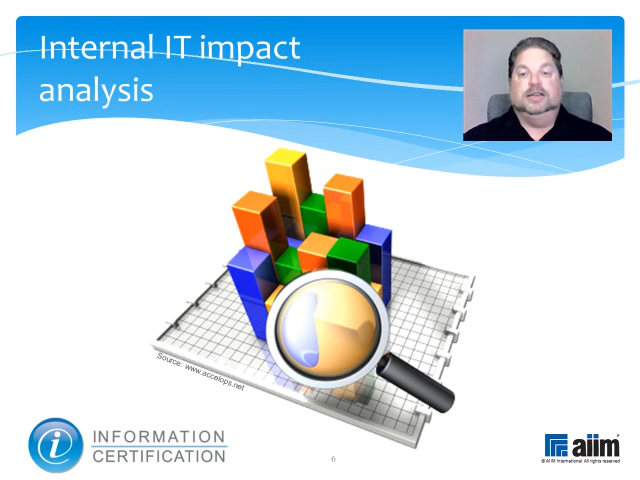 Internal IT impact
analysis
Source: www.accelops.net
i
INFORMATION
CERTIFICATION
6
aiim
© AIIM International. All rights reserved